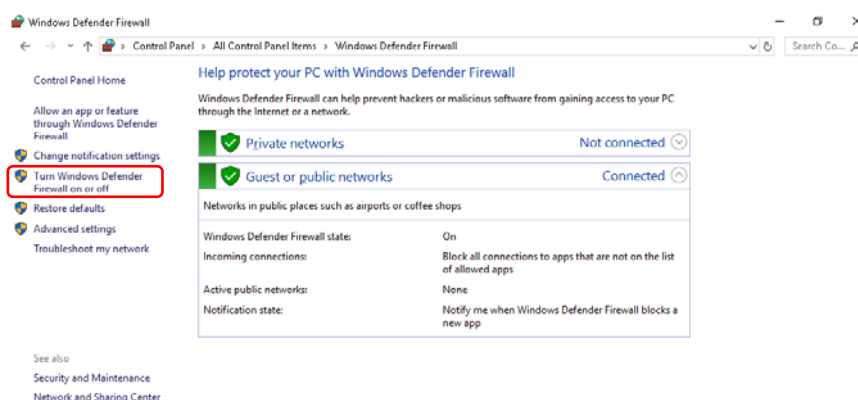 Windows Defender Firewall
Control Panel > All Control Panel Items > Windows Defender Firewall
Search Co...
Control Panel Home
Allow an app or feature
through Windows Defender
Firewall
Change notification settings
Turn Windows Defender
Firewall on or off
Restore defaults
Advanced settings
Troubleshoot my network
See also
Security and Maintenance
Network and Sharing Center
Help protect your PC with Windows Defender Firewall
Windows Defender Firewall can help prevent hackers or malicious software from gaining access to your PC
through the Internet or a network.
Private networks Not connected
Guest or public networks Connected
Networks in public places such as airports or coffee shops
Windows Defender Firewall state: On
Incoming connections: Block all connections to apps that are not on the list
of allowed apps
Active public networks: None
Notification state: Notify me when Windows Defender Firewall blocks a
new app